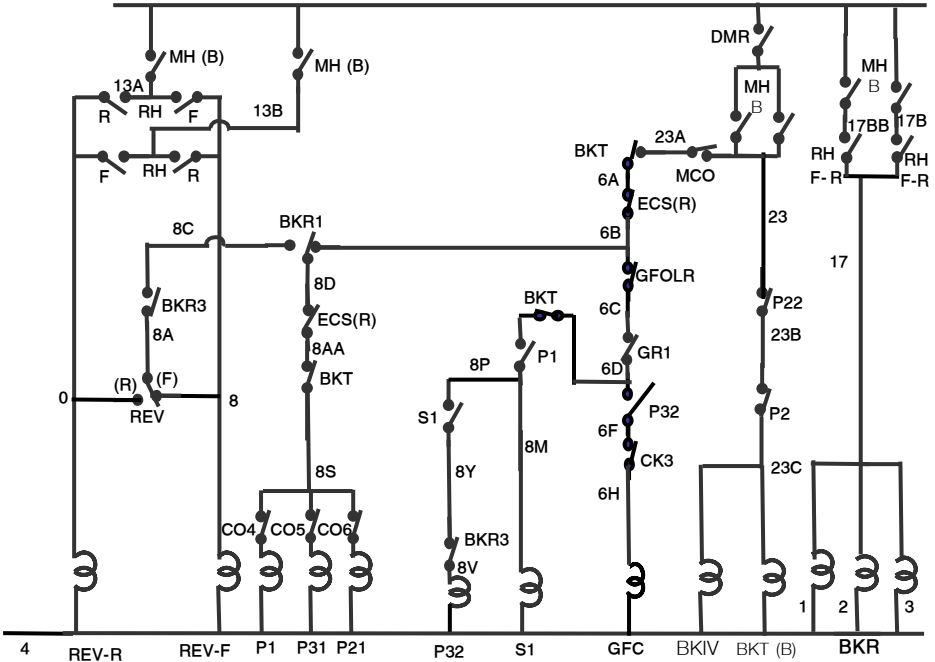 DMR
MH (B)
MH (B)
MH
B
MH
B
13A
R
RH
F
13B
17BB
17B
23A
BKT
MCO
RH
F-R
RH
F-R
F
RH
R
6A
ECS(R)
23
8C
BKR1
6B
17
8D
GFOLR
BKR3
BKT
P22
ECS(R)
6C
8A
23B
8AA
P1
GR1
8P
6D
(R)
(F)
BKT
0
REV
8
S1
P32
P2
6F
8M
CK3
8S
8Y
23C
6H
CO4
CO5
CO6
BKR3
8V
1
2
3
4
REV-R
REV-F
P1
P31
P21
P32
S1
GFC
BKIV
BKT (B)
BKR